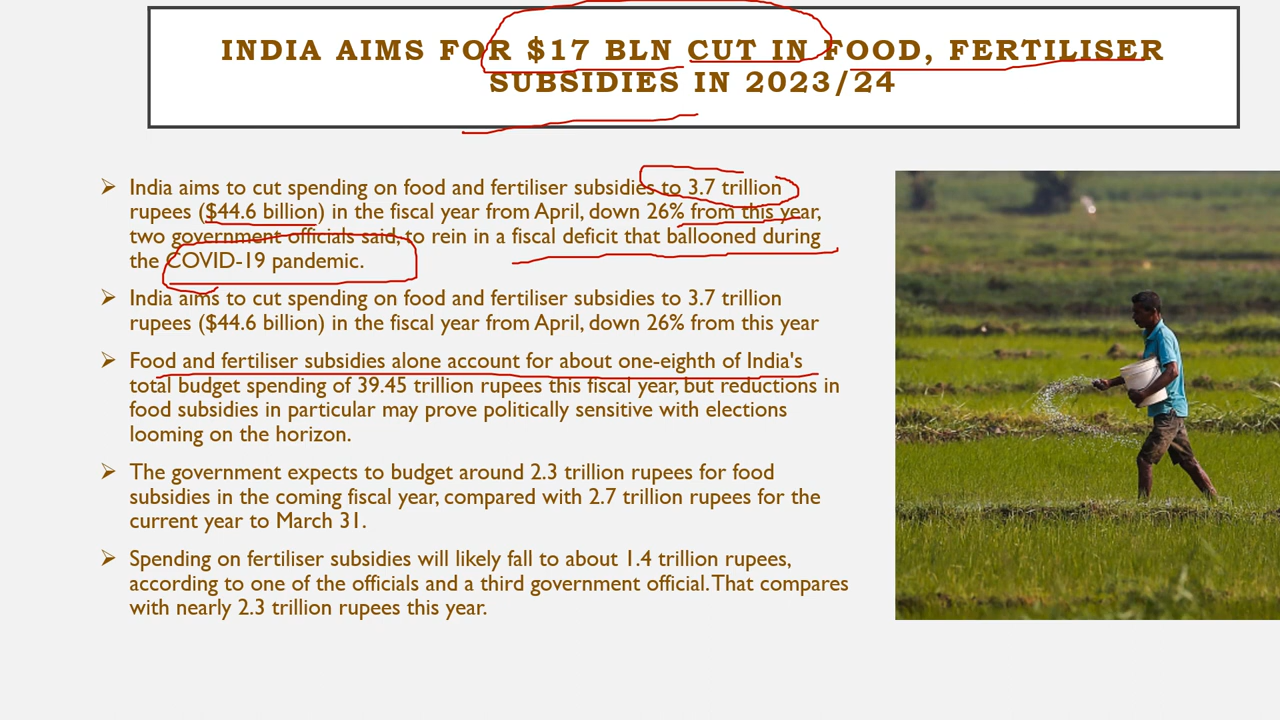 INDIA AIMS FOR $17 BLN CUT IN FOOD, FERTILISER
SUBSIDIES IN 2023/24
➢ India aims to cut spending on food and fertiliser subsidies to 3.7 trillion
rupees ($44.6 billion) in the fiscal year from April, down 26% from this year,
two government officials said, to rein in a fiscal deficit that ballooned during
the COVID-19 pandemic.
➢ India aims to cut spending on food and fertiliser subsidies to 3.7 trillion
rupees ($44.6 billion) in the fiscal year from April, down 26% from this year
➢ Food and fertiliser subsidies alone account for about one-eighth of India's
total budget spending of 39.45 trillion rupees this fiscal year, but reductions in
food subsidies in particular may prove politically sensitive with elections
looming on the horizon.
➢ The government expects to budget around 2.3 trillion rupees for food
subsidies in the coming fiscal year, compared with 2.7 trillion rupees for the
current year to March 31.
➢ Spending on fertiliser subsidies will likely fall to about 1.4 trillion rupees,
according to one of the officials and a third government official. That compares
with nearly 2.3 trillion rupees this year.